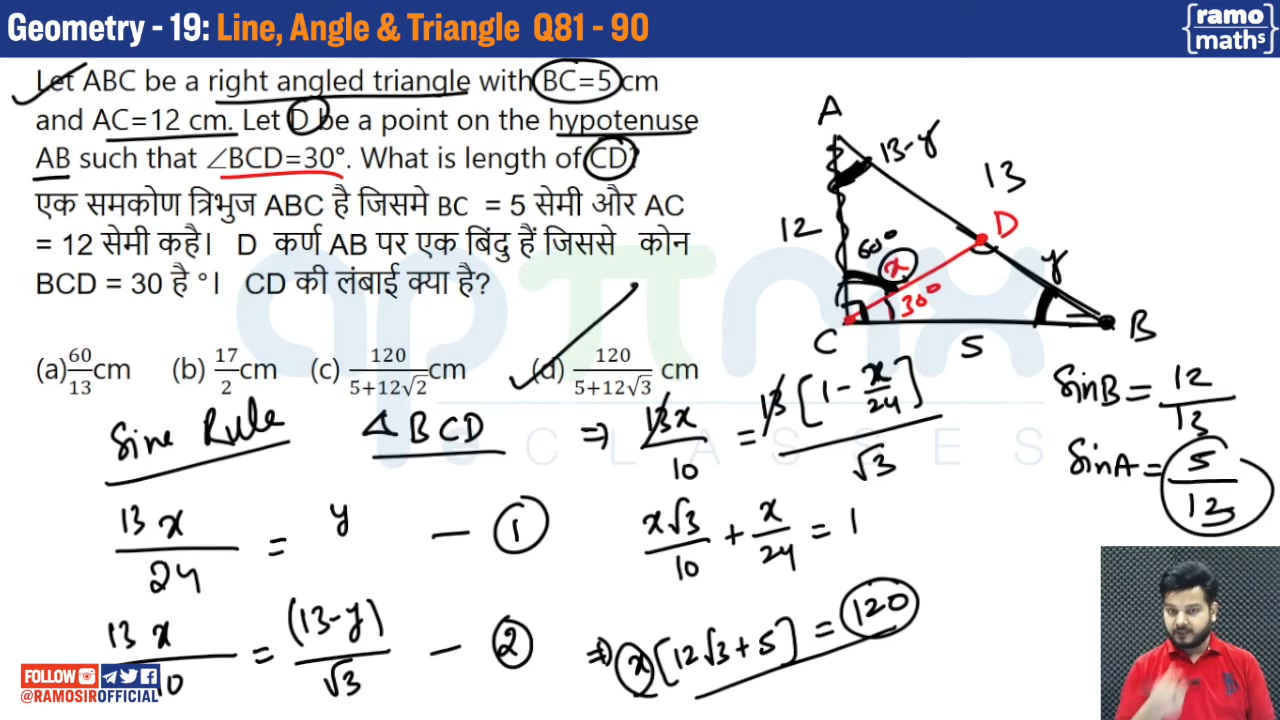 Geometry - 19: Line, Angle & Triangle Q81 - 90
{ramo maths}
Let ABC be a right angled triangle with BC=5 cm
and AC=12 cm. Let D be a point on the hypotenuse
AB such that ∠BCD=30°. What is length of CD?
एक समकोण त्रिभुज ABC है जिसमे BC = 5 सेमी और AC
= 12 सेमी कहै। D कर्ण AB पर एक बिंदु हैं जिससे कोन
BCD = 30 है °। CD की लंबाई क्या है?
(a) 60/13 cm (b) 17/2 cm (c) 120/(5+12√2) cm (d) 120/(5+12√3) cm
A
13-y
13
12
D
60°
x
30°
y
C
5
B
Sine Rule ∆ BCD
13x/24 = y — ①
13x/10 = (13-y)/√3 — ②
⇒ 13x/10 = 13[1 - x/24]/√3
x√3/10 + x/24 = 1
⇒ x[12√3+5] = 120
SinB = 12/13
SinA = 5/13
CLASSES
FOLLOW
@RAMOSIROFFICIAL